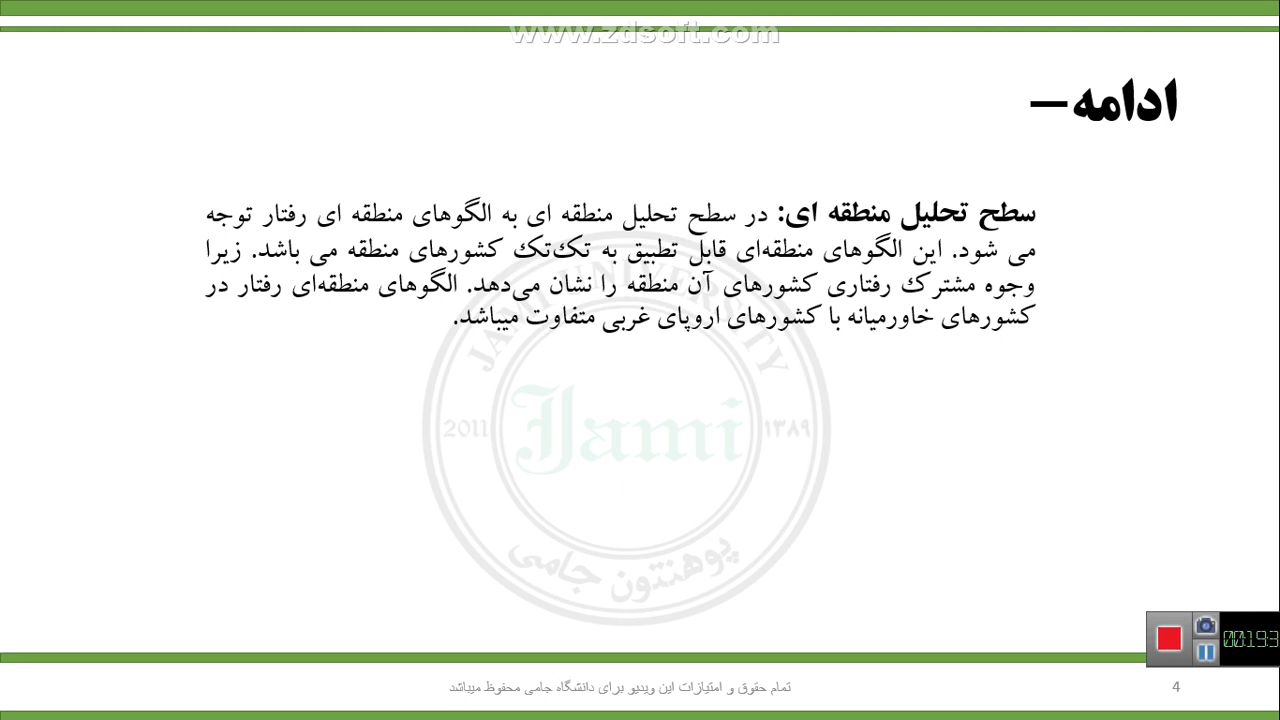 www.zdsoft.com
ادامه–
سطح تحلیل منطقه ای: در سطح تحلیل منطقه ای به الگوهای منطقه ای رفتار توجه
می شود. این الگوهای منطقه‌ای قابل تطبیق به تک‌تک کشورهای منطقه می باشد. زیرا
وجوه مشترک رفتاری کشورهای آن منطقه را نشان می‌دهد. الگوهای منطقه‌ای رفتار در
کشورهای خاورمیانه با کشورهای اروپای غربی متفاوت میباشد.
JAMI UNIVERSITY
2011 Jami ۱۳۸۹
پوهنتون جامی
تمام حقوق و امتیازات این ویدیو برای دانشگاه جامی محفوظ میباشد
4